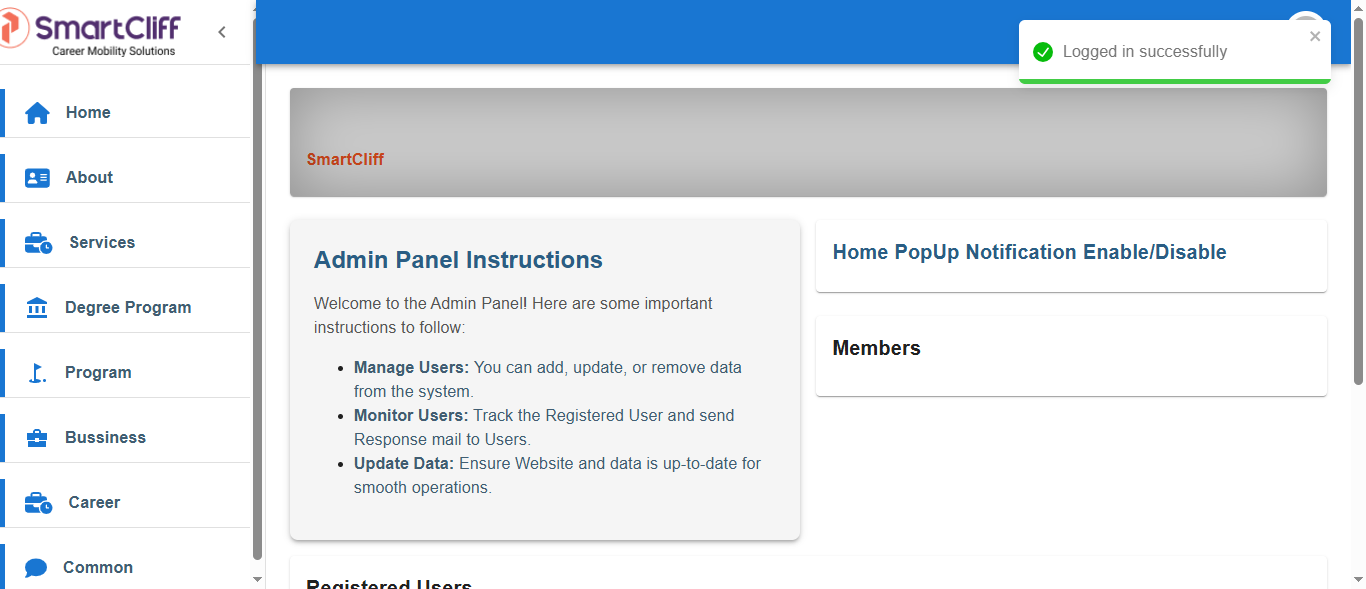 SmartCliff
Career Mobility Solutions
Home
About
Services
Degree Program
Program
Bussiness
Career
Common
Logged in successfully
SmartCliff
Admin Panel Instructions
Welcome to the Admin Panel! Here are some important
instructions to follow:
Manage Users: You can add, update, or remove data
from the system.
Monitor Users: Track the Registered User and send
Response mail to Users.
Update Data: Ensure Website and data is up-to-date for
smooth operations.
Home PopUp Notification Enable/Disable
Members
Registered Users